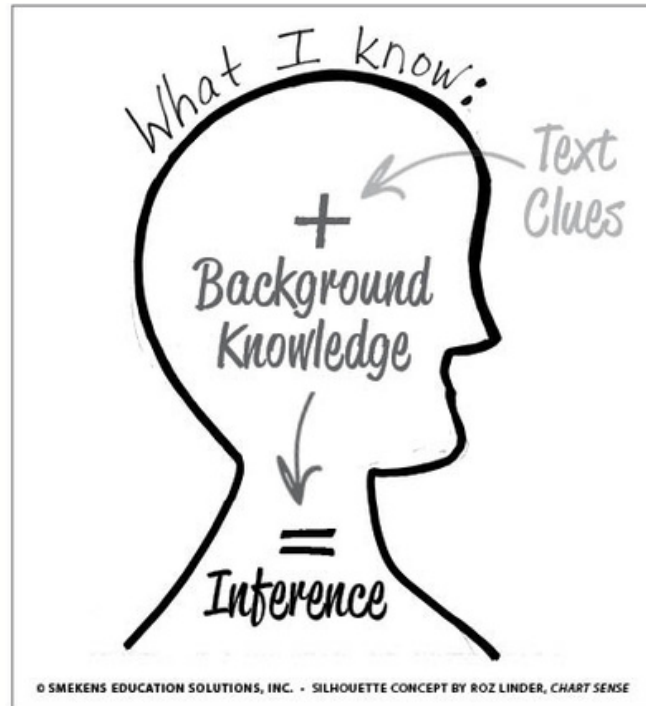 What I know:
Text
Clues
+
Background
Knowledge
=
Inference
© SMEKENS EDUCATION SOLUTIONS, INC. • SILHOUETTE CONCEPT BY ROZ LINDER, CHART SENSE